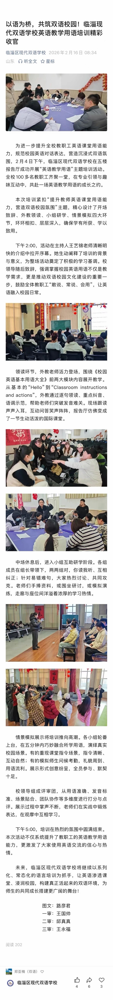 以语为桥，共筑双语校园！临淄现
代双语学校英语教学用语培训精彩
收官
临淄区现代双语学校 2026年2月16日 08:34
山东 听全文 星标
01:22
为进一步提升全校教职工英语课堂用语能
力，规范校园英语对话表达，营造沉浸式双语氛
围，2月4日下午，临淄区现代双语学校在五楼
报告厅成功开展“英语教学用语”主题培训活动。
全校100多名教职工齐聚一堂，在专业引领与趣
味互动中，共赴一场英语教学用语的成长之约。
本次培训紧扣“提升教师英语课堂用语能
力，营造双语校园氛围”主题，精心设计了开场
致辞、外教领读、小组研学、情景模拟四大环
节，环环相扣、层层深入，确保学有所获、学以
致用。
下午2:00，活动在主持人王艺锦老师清晰明
快的介绍中拉开序幕。她生动阐释了培训的背景
与意义，为整场活动奠定了积极的学习基调。校
领导随后致辞，强调掌握校园英语用语不仅是教
学需求，更是推动双语校园文化建设的重要一
步，鼓励全体教职工“敢说、常说、会用”，让英
语融入校园日常。
领读环节，外教老师活力登场，围绕《校园
英语基本用语大全》前两大模块内容展开教学。
从基本的“Hello”到“Classroom instructions
and actions”，外教通过逐句领读、重点纠音、
语调示范，帮助老师们突破发音难关。现场跟读
声声入耳，互动问答笑声阵阵，报告厅仿佛变成
了一节生动活泼的国际课堂。
中场休息后，进入小组互助研学阶段。各组
成员在组长带领下，两两结对，你读我听、互相
纠正；针对易错难句，大家热烈讨论、共同攻
克。老师们手捧资料，或围坐研讨，或模拟演
练，走廊与座位间洋溢着浓厚的学习热情。
情景模拟展示将培训推向高潮。各小组轮番
上台，在五分钟内巧妙融合所学用语，演绎真实
校园场景。有的重现课堂指令场景，指令清晰、
互动自然；有的模拟师生问候考勤，礼貌周到、
用语流利。展示形式创意纷呈，全员参与、默契
十足。
校领导组成评审团，从用语准确、发音标
准、场景贴合、团队协作等多维度进行打分与点
评。展示过程中掌声不断，老师们在实战中锻炼
表达，在观摩中互相学习。
下午5:00，培训在热烈的氛围中圆满结束。
本次活动不仅系统提升了教职工的英语教学用语
能力，更激发了大家使用英语交流的信心与热
情。
未来，临淄区现代双语学校将继续以系列
化、常态化的语言培训为抓手，让英语渗透课
堂、浸润校园，构建真正活起来的双语环境，为
师生的共同成长搭建更广阔的舞台！
图文：路彦君
一审：王国帅
二审：邱真真
三审：王永福
阅读 202
郑亚楠（双语）
临淄区现代双语学校
4 6 3